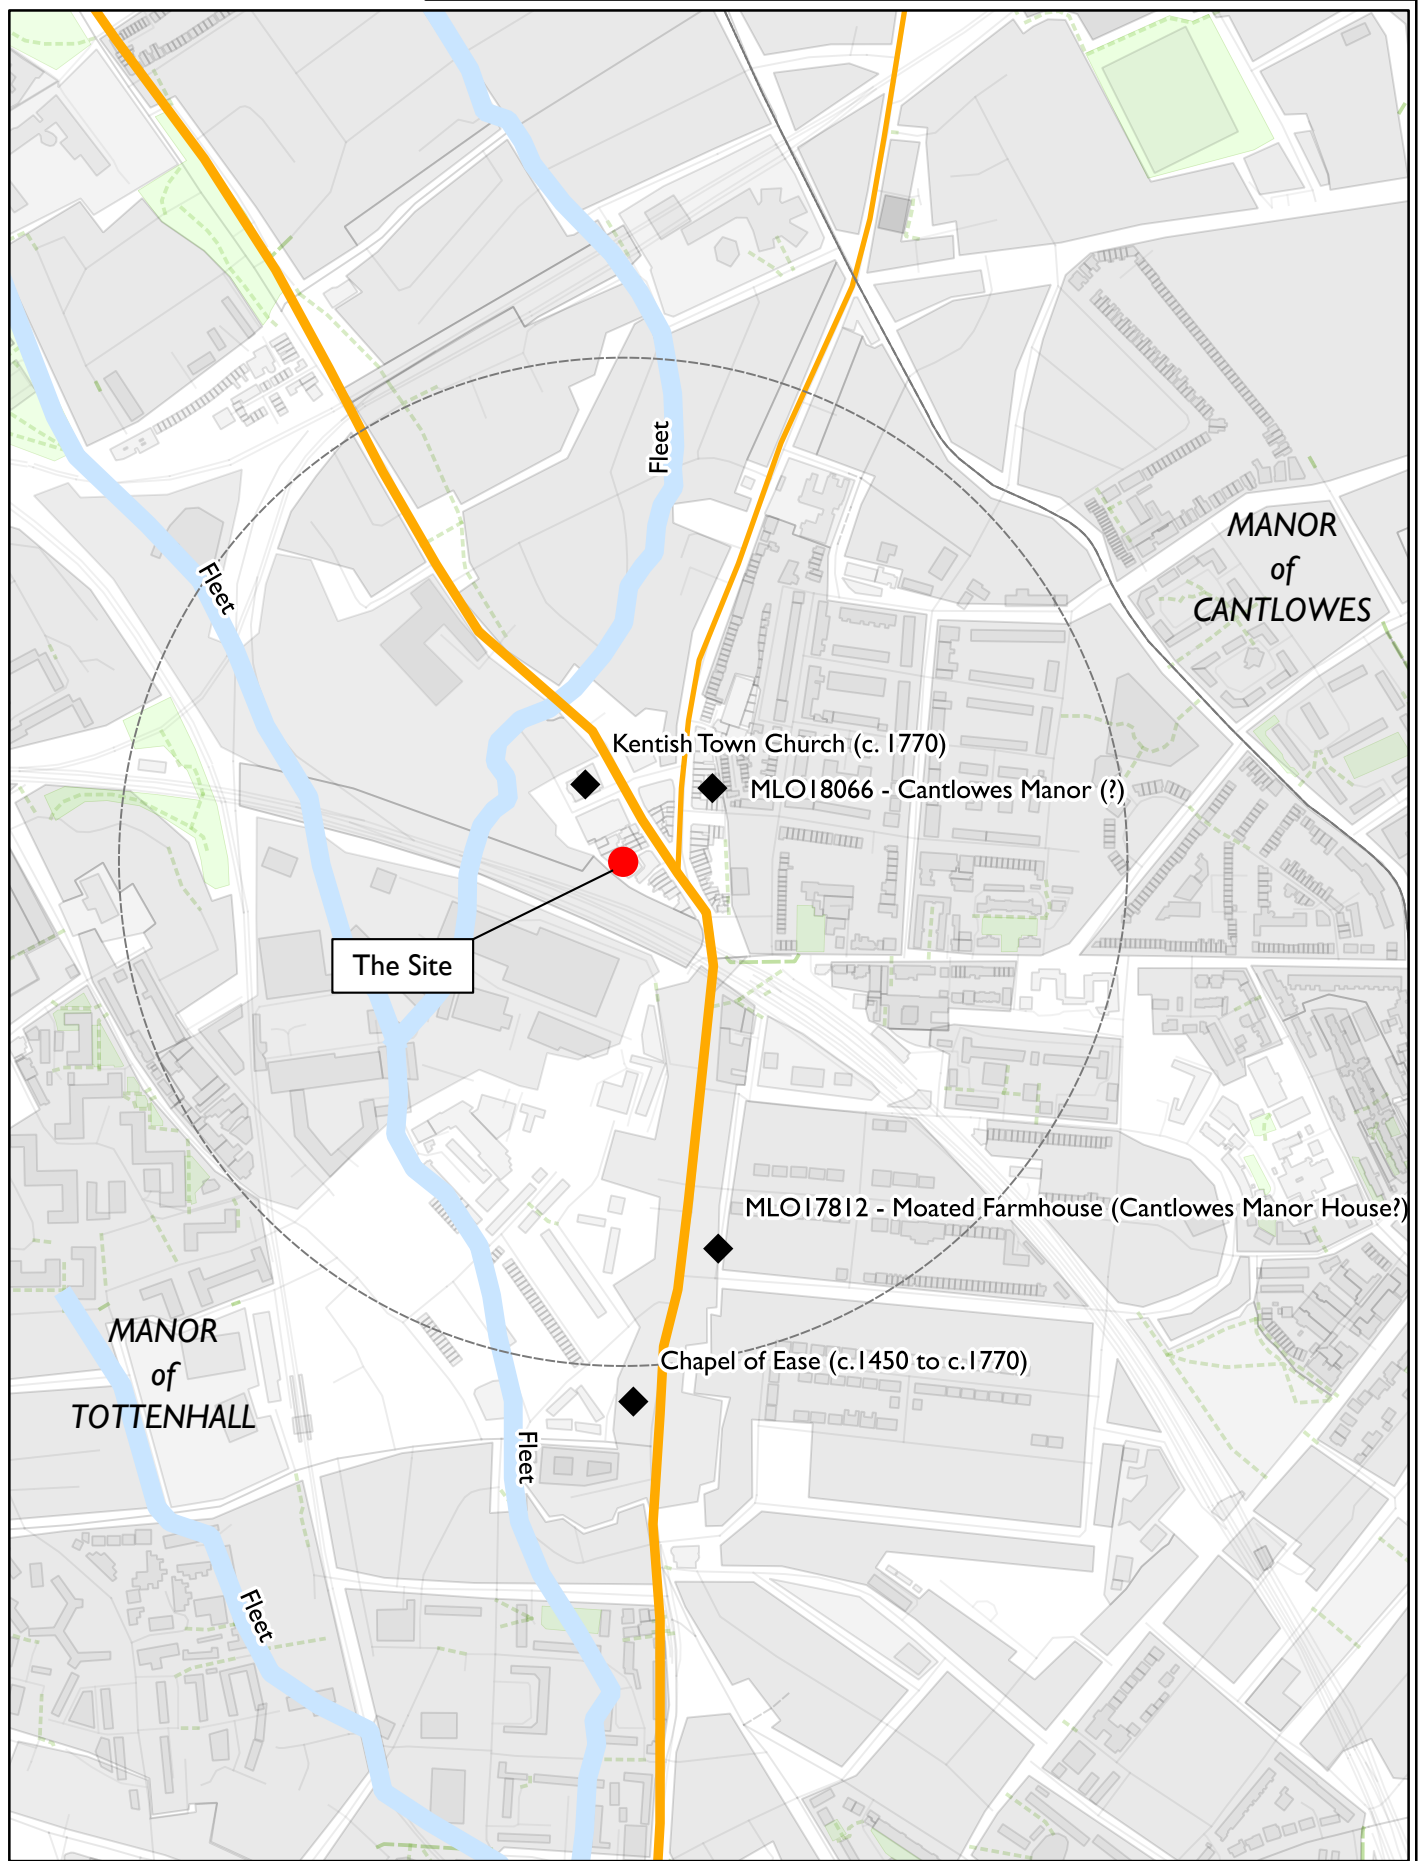 Fleet
MANOR
of
CANTLOWES
Fleet
Kentish Town Church (c. 1770)
MLO18066 - Cantlowes Manor (?)
The Site
MLO17812 - Moated Farmhouse (Cantlowes Manor House?)
MANOR
of
TOTTENHALL
Chapel of Ease (c.1450 to c.1770)
Fleet
Fleet